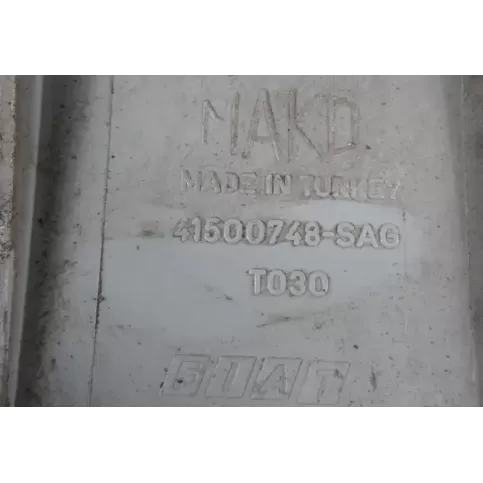 MAKO
MADE IN TURKEY
41500748-SAG
T030
FIAT